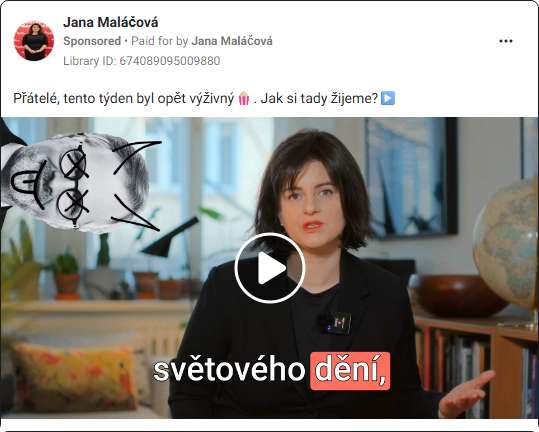 Jana Maláčová
Sponsored • Paid for by Jana Maláčová
Library ID: 674089095009880
Přátelé, tento týden byl opět výživný 🍿 . Jak si tady žijeme? ▶️
světového dění,